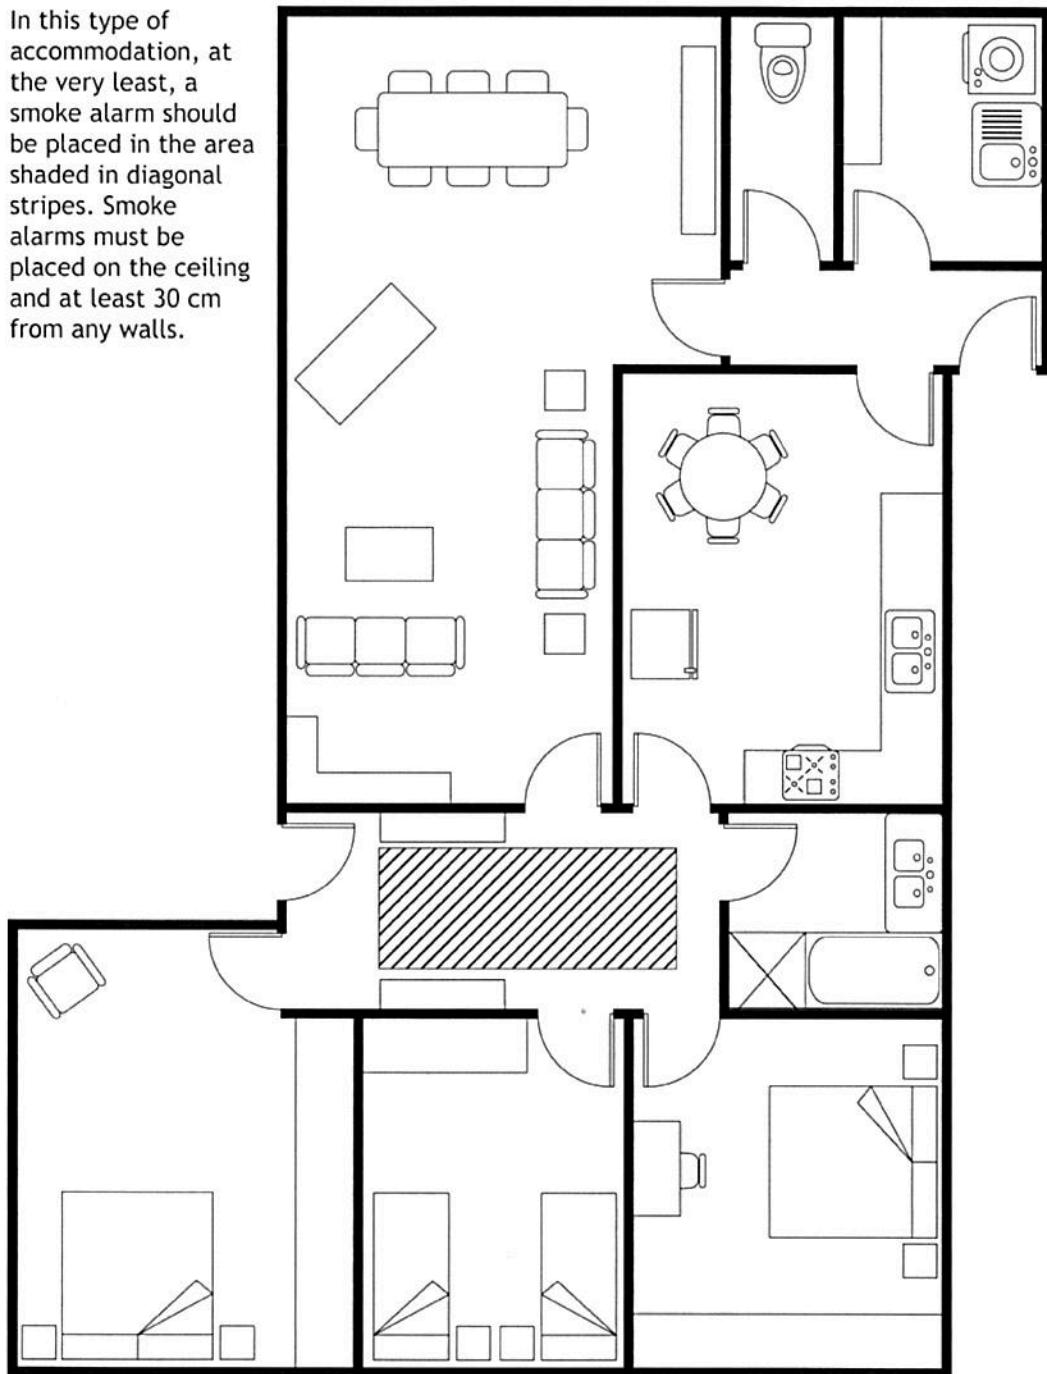 In this type of
accommodation, at
the very least, a
smoke alarm should
be placed in the area
shaded in diagonal
stripes. Smoke
alarms must be
placed on the ceiling
and at least 30 cm
from any walls.